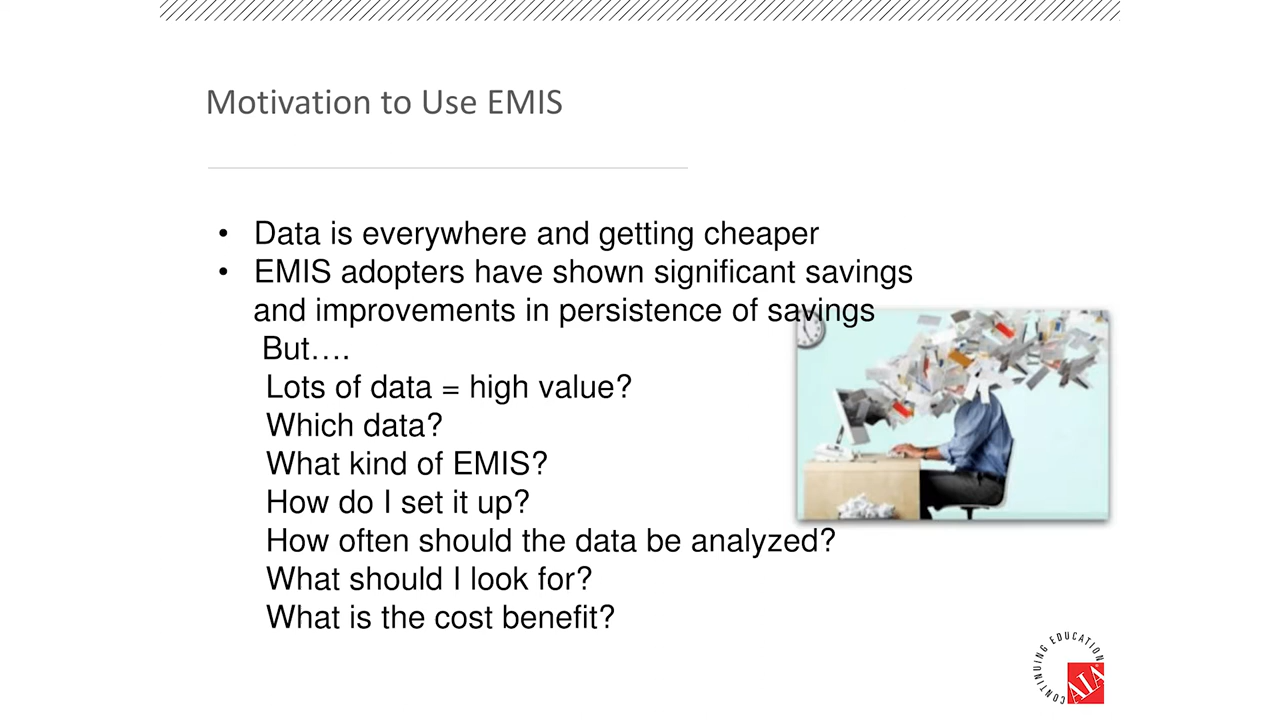 Motivation to Use EMIS
• Data is everywhere and getting cheaper
• EMIS adopters have shown significant savings
and improvements in persistence of savings
But….
Lots of data = high value?
Which data?
What kind of EMIS?
How do I set it up?
How often should the data be analyzed?
What should I look for?
What is the cost benefit?
CONTINUING EDUCATION
AIA